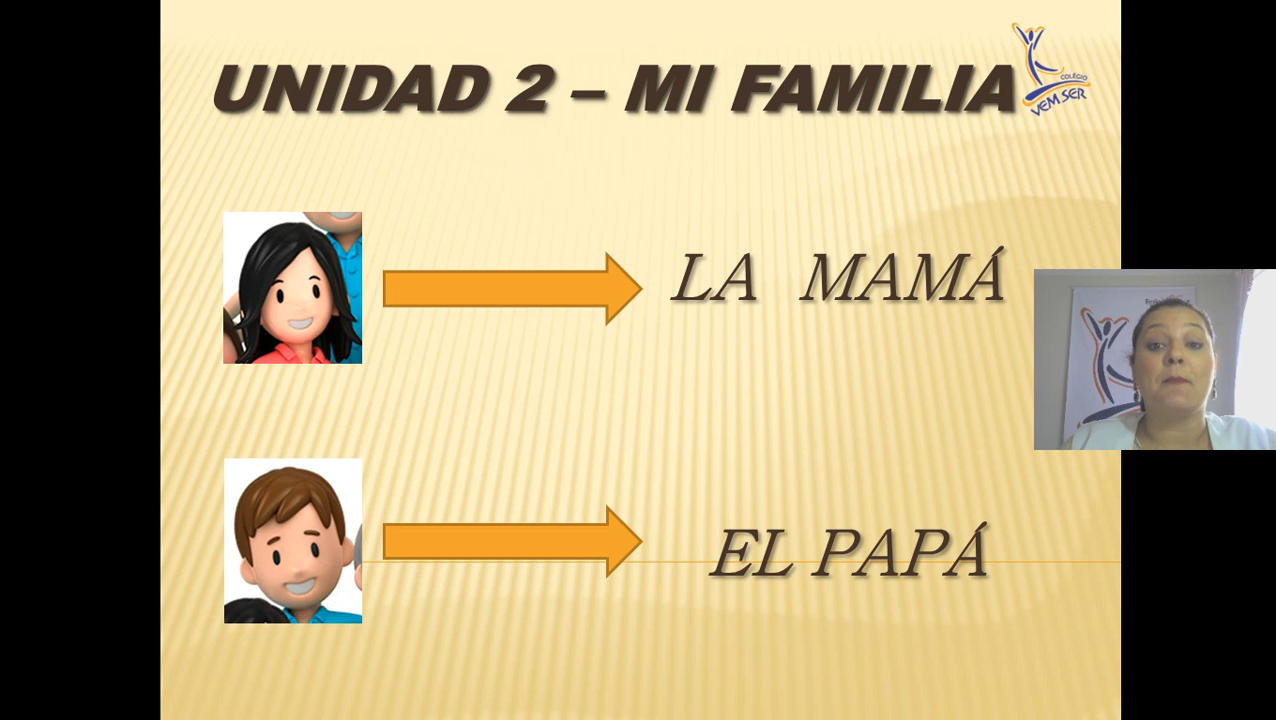 UNIDAD 2 – MI FAMILIA
COLÉGIO
VEM SER
LA MAMÁ
EL PAPÁ